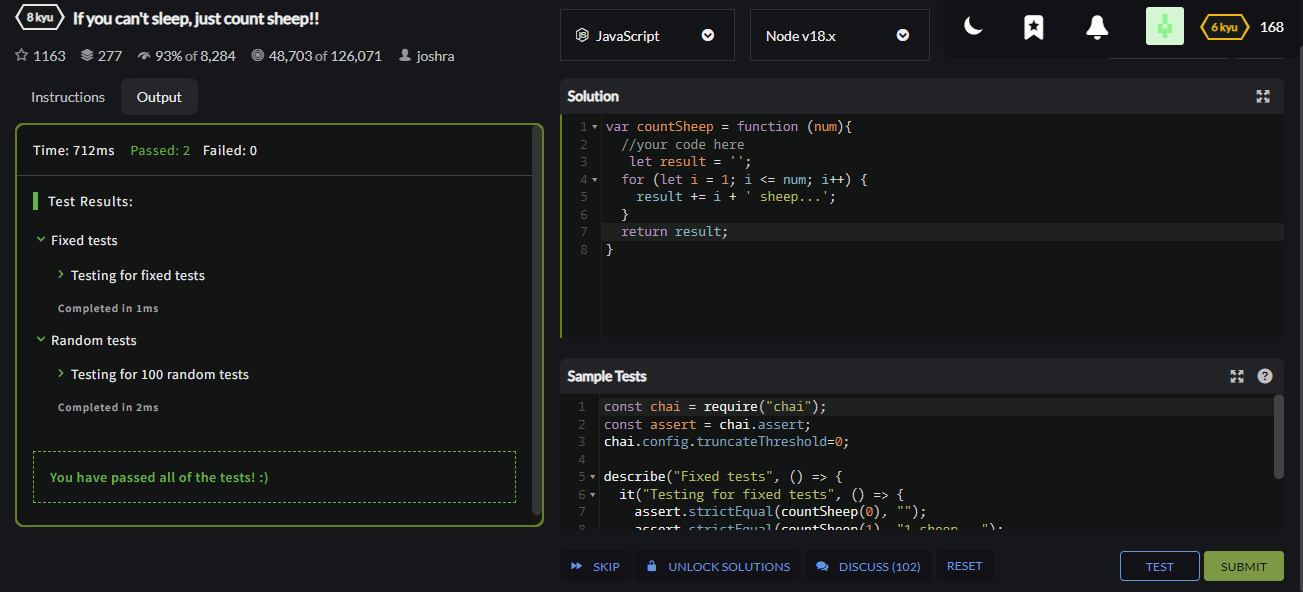 8 kyu If you can't sleep, just count sheep!!
1163 277 93% of 8,284 48,703 of 126,071 joshra
JavaScript
Node v18.x
6 kyu 168
Instructions Output
Time: 712ms Passed: 2 Failed: 0
Test Results:
Fixed tests
Testing for fixed tests
Completed in 1ms
Random tests
Testing for 100 random tests
Completed in 2ms
You have passed all of the tests! :)
Solution
1 var countSheep = function (num){
2 //your code here
3 let result = '';
4 for (let i = 1; i <= num; i++) {
5 result += i + ' sheep...';
6 }
7 return result;
8 }
Sample Tests
1 const chai = require("chai");
2 const assert = chai.assert;
3 chai.config.truncateThreshold=0;
4
5 describe("Fixed tests", () => {
6 it("Testing for fixed tests", () => {
7 assert.strictEqual(countSheep(0), "");
8 assert.strictEqual(countSheep(1), "1 sheep...");
SKIP UNLOCK SOLUTIONS DISCUSS (102) RESET TEST SUBMIT